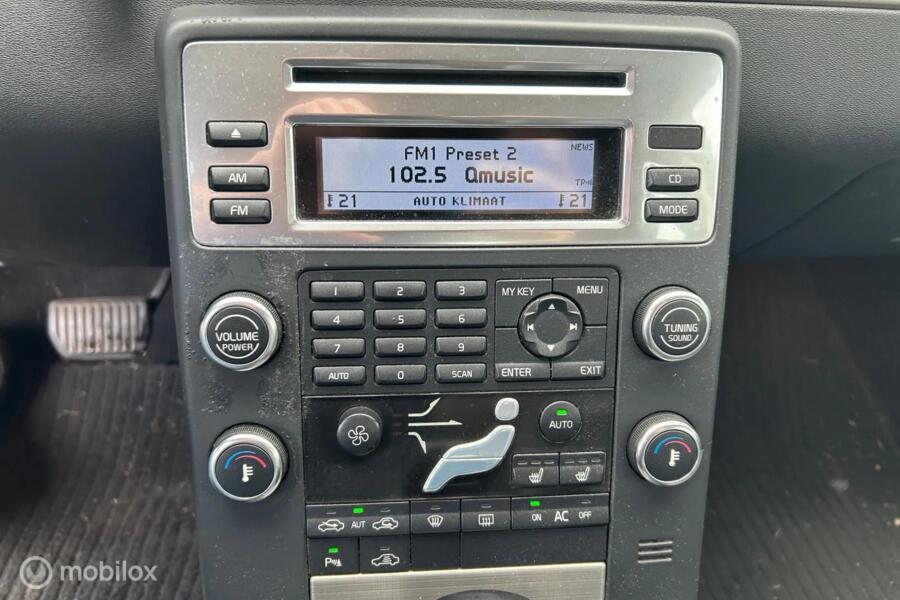 FM1 Preset 2
NEWS
102.5 Qmusic
TP
21 AUTO KLIMAAT 21
AM
FM
CD
MODE
VOLUME
POWER
1 2 3
4 5 6
7 8 9
AUTO 0 SCAN
MY KEY MENU
ENTER EXIT
TUNING
SOUND
AUTO
AUT
ON AC OFF
P
mobilox